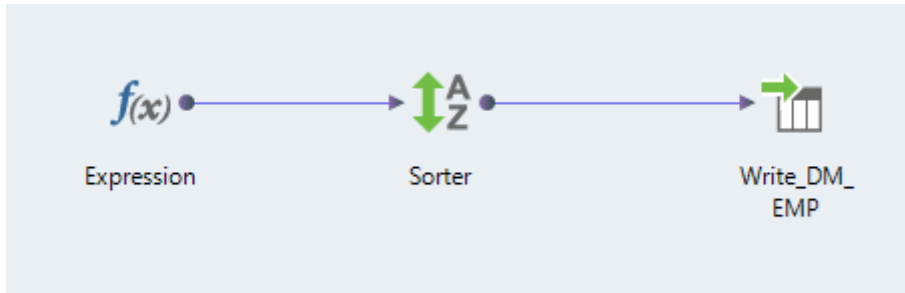 f(x)
A
Z
Expression
Sorter
Write_DM_
EMP